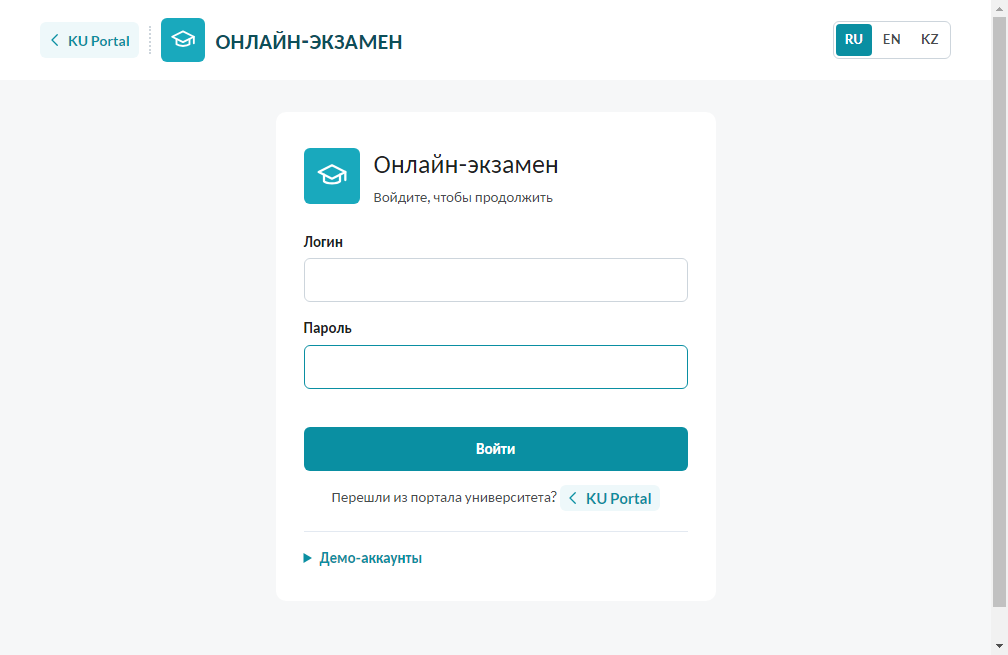 KU Portal
ОНЛАЙН-ЭКЗАМЕН
RU EN KZ
Онлайн-экзамен
Войдите, чтобы продолжить
Логин
Пароль
Войти
Перешли из портала университета? KU Portal
Демо-аккаунты